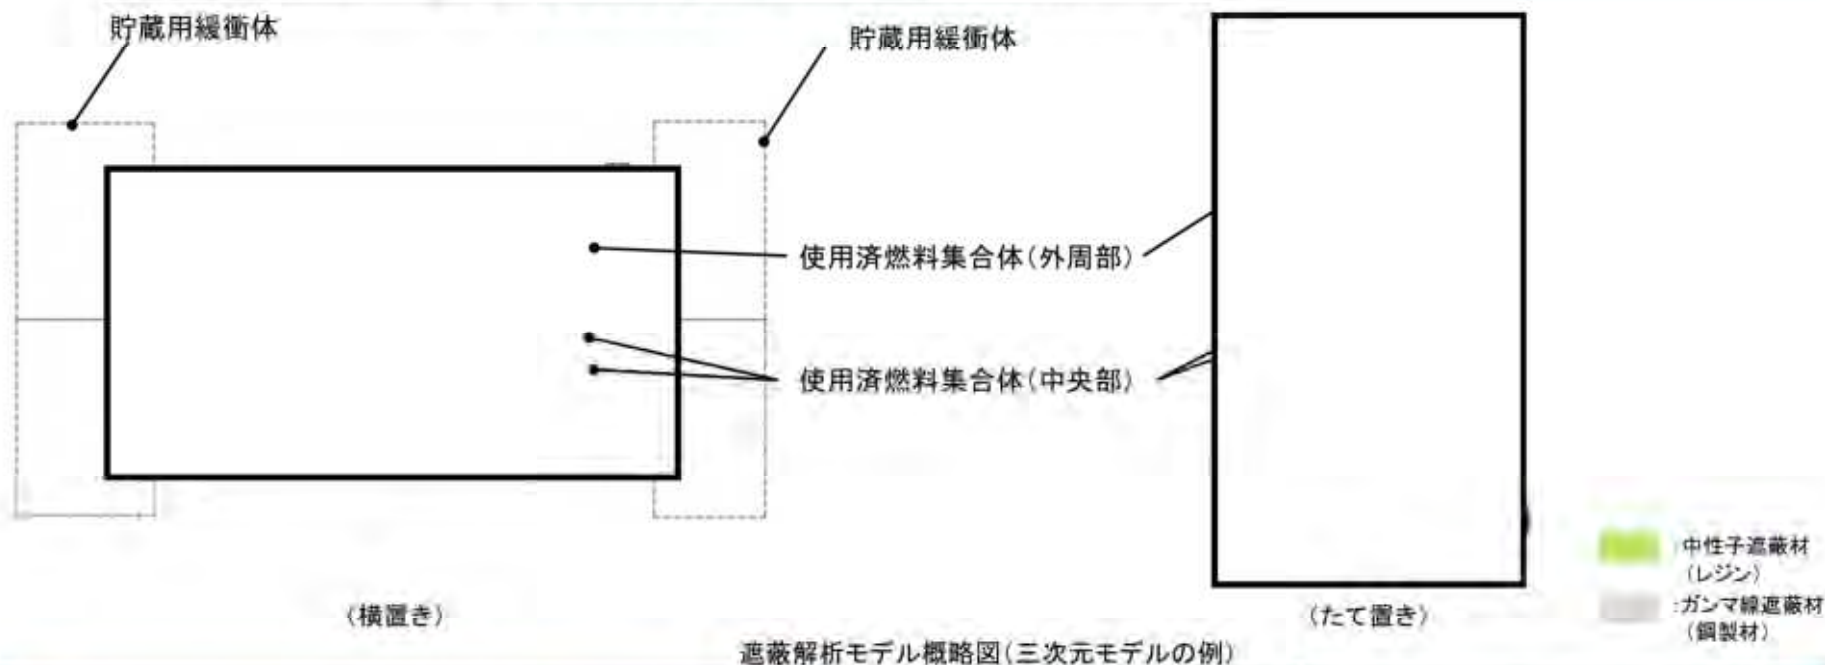 貯蔵用緩衝体
貯蔵用緩衝体
使用済燃料集合体(外周部)
使用済燃料集合体(中央部)
(横置き)
(たて置き)
:中性子遮蔽材
(レジン)
:ガンマ線遮蔽材
(鋼製材)
遮蔽解析モデル概略図(三次元モデルの例)